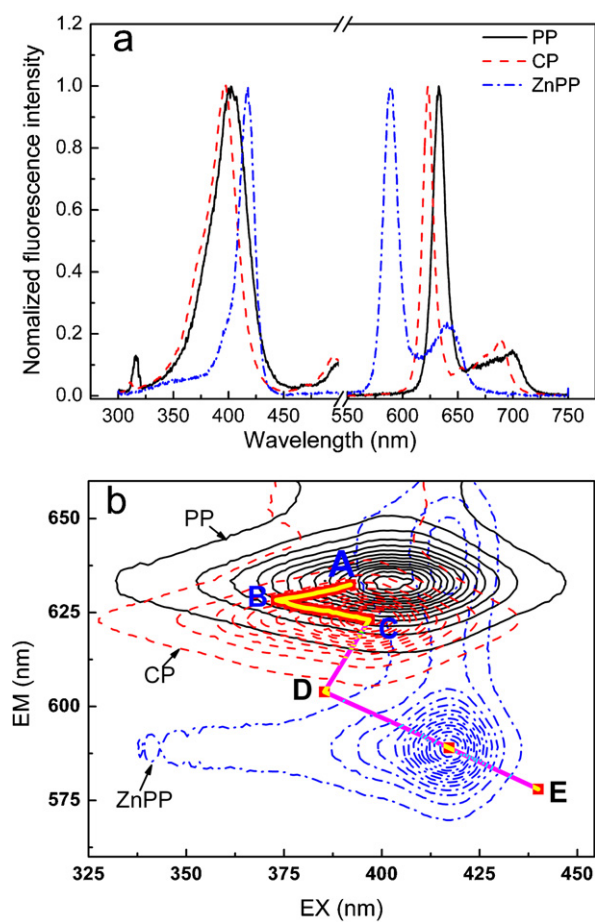 a
PP
CP
ZnPP
Nomalized fluorescence intensity
1.2
1.0
0.8
0.6
0.4
0.2
0.0
300 350 400 450 550 600 650 700 750
Wavelength (nm)
b
PP
A
B
C
CP
D
E
ZnPP
EM (nm)
650
625
600
575
325 350 375 400 425 450
EX (nm)